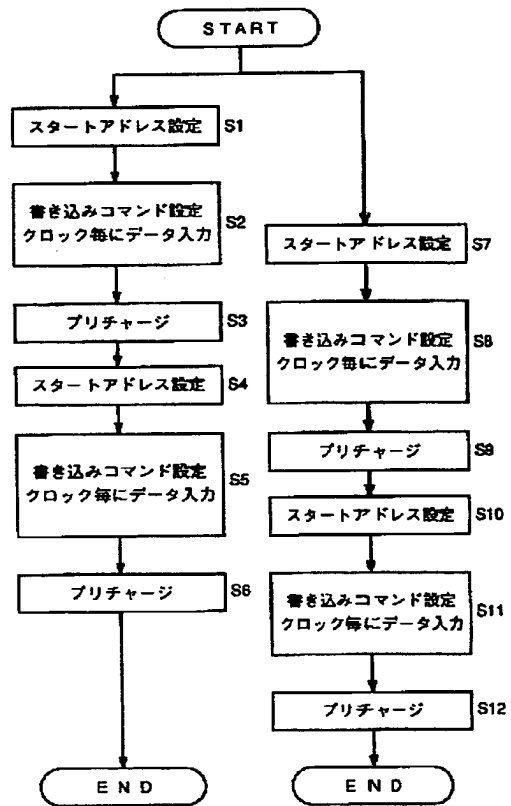 START
スタートアドレス設定 S1
書き込みコマンド設定
クロック毎にデータ入力 S2
プリチャージ S3
スタートアドレス設定 S4
書き込みコマンド設定
クロック毎にデータ入力 S5
プリチャージ S6
END
スタートアドレス設定 S7
書き込みコマンド設定 S8
クロック毎にデータ入力
プリチャージ S9
スタートアドレス設定 S10
書き込みコマンド設定 S11
クロック毎にデータ入力
プリチャージ S12
END